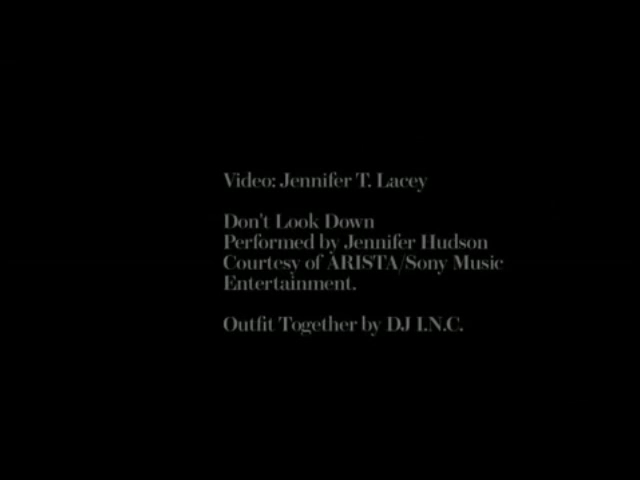 Video: Jennifer T. Lacey
Don't Look Down
Performed by Jennifer Hudson
Courtesy of ARISTA/Sony Music
Entertainment.
Outfit Together by DJ I.N.C.